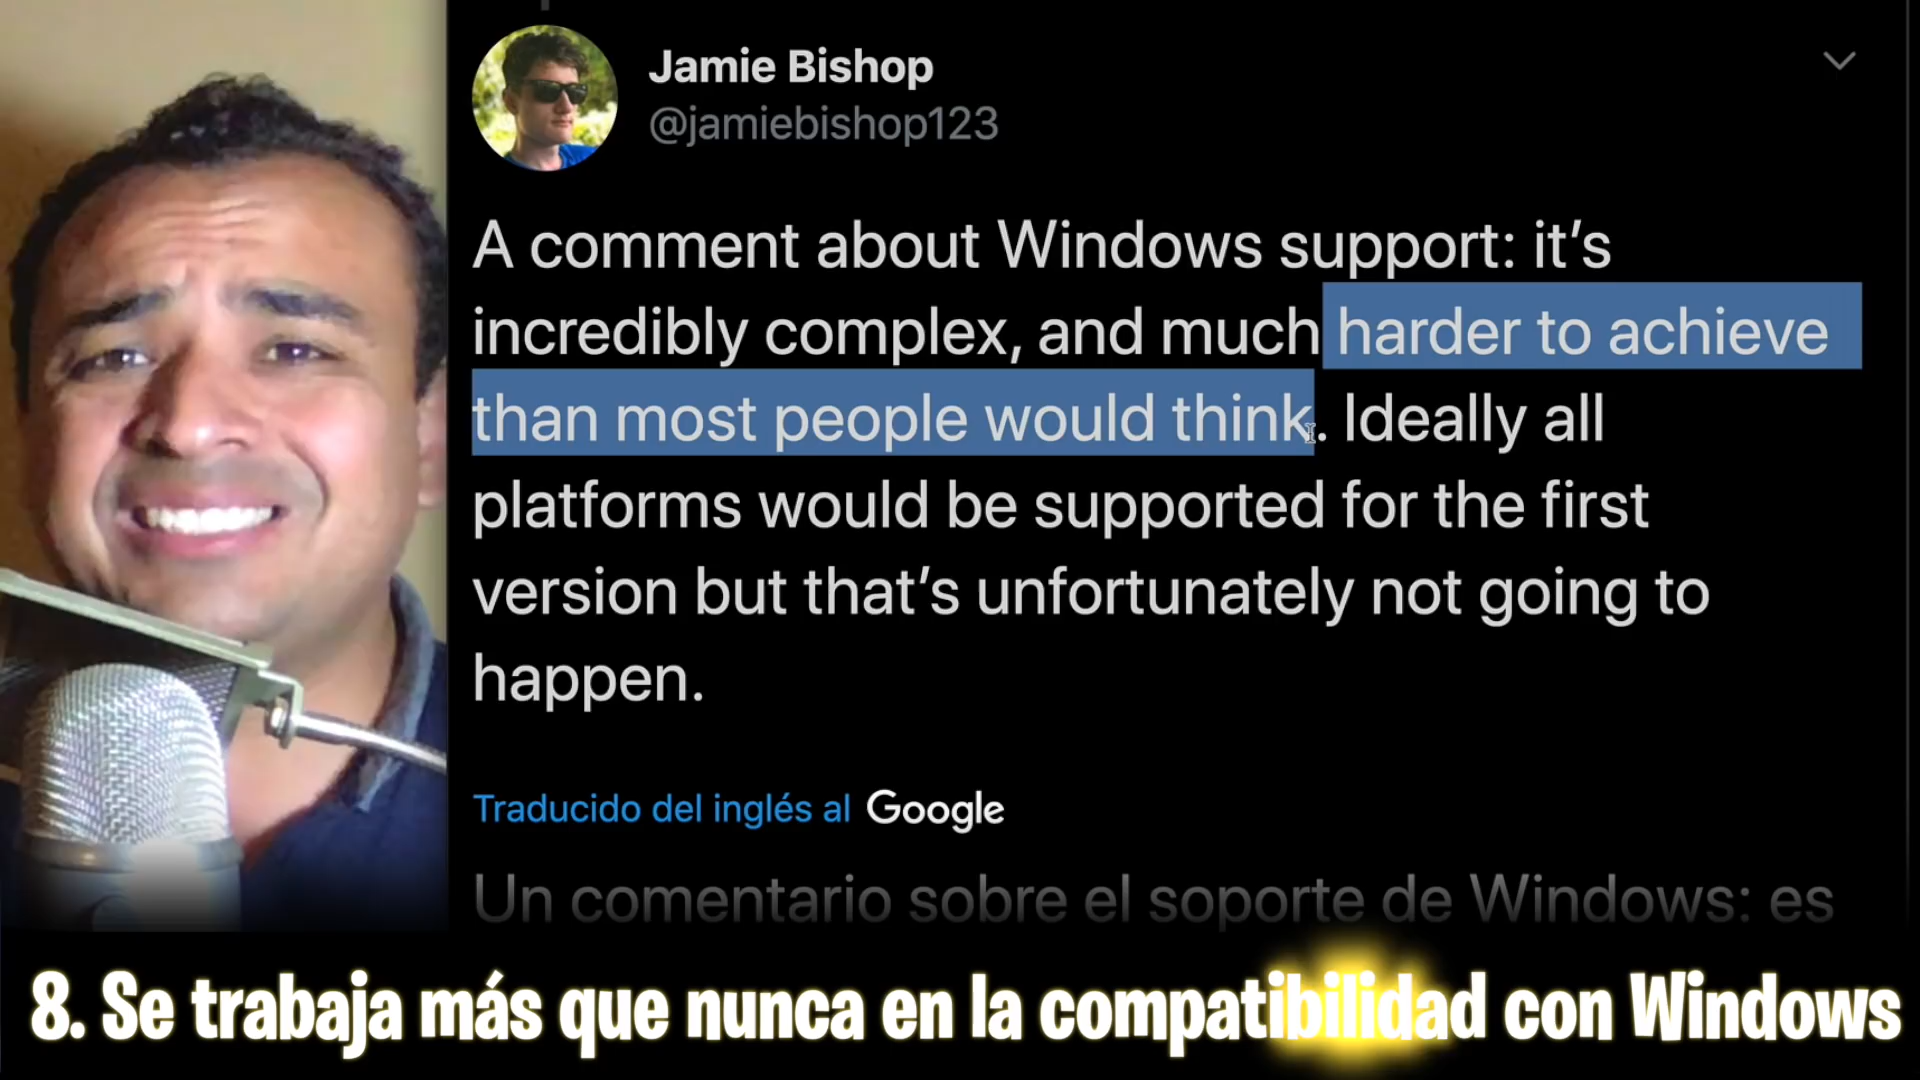 Jamie Bishop
@jamiebishop123
A comment about Windows support: it’s
incredibly complex, and much harder to achieve
than most people would think. Ideally all
platforms would be supported for the first
version but that’s unfortunately not going to
happen.
Traducido del inglés al Google
Un comentario sobre el soporte de Windows: es
8. Se trabaja más que nunca en la compatibilidad con Windows